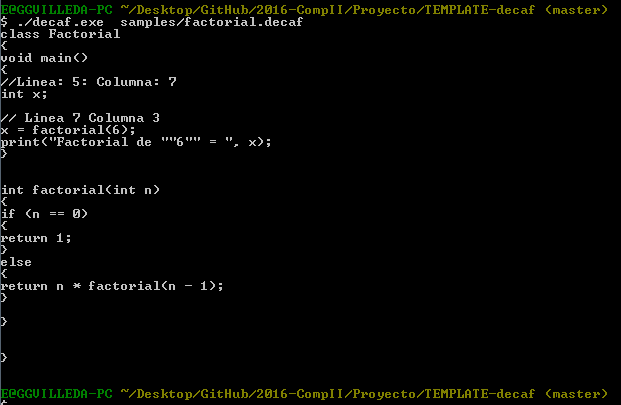 E@GGVILLEDA-PC ~/Desktop/GitHub/2016-CompII/Proyecto/TEMPLATE-decaf (master)
$ ./decaf.exe  samples/factorial.decaf
class Factorial
{
void main()
{
//Linea: 5: Columna: 7
int x;
// Linea 7 Columna 3
x = factorial(6);
print("Factorial de ""6"" = ", x);
}
int factorial(int n)
{
if (n == 0)
{
return 1;
}
else
{
return n * factorial(n - 1);
}
}
}
E@GGVILLEDA-PC ~/Desktop/GitHub/2016-CompII/Proyecto/TEMPLATE-decaf (master)
$